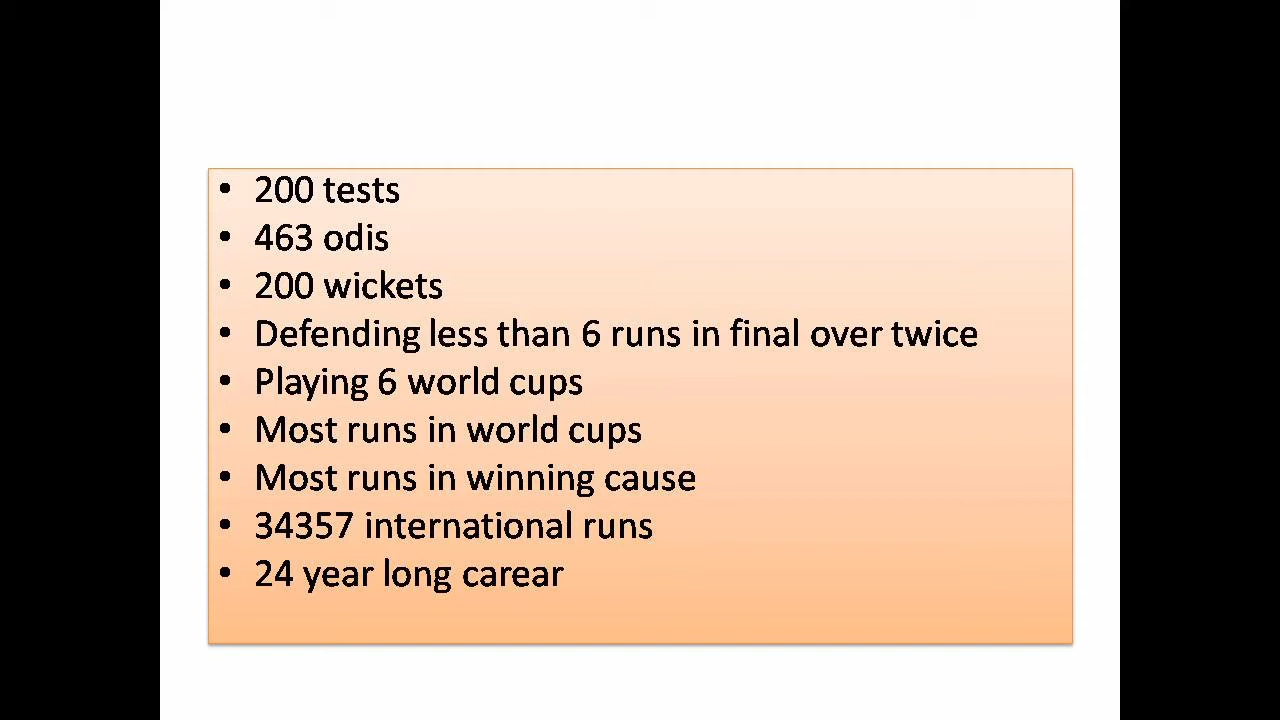 • 200 tests
• 463 odis
• 200 wickets
• Defending less than 6 runs in final over twice
• Playing 6 world cups
• Most runs in world cups
• Most runs in winning cause
• 34357 international runs
• 24 year long carear